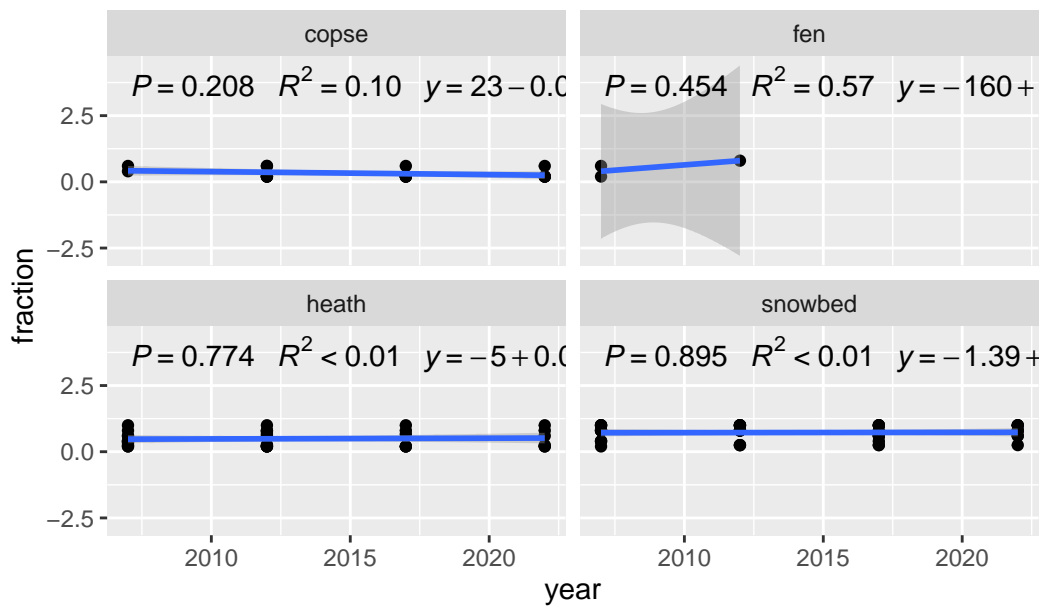 copse
fen
P = 0.208 R² = 0.10 y = 23 − 0.0
P = 0.454 R² = 0.57 y = −160 +
2.5
0.0
−2.5
heath
snowbed
P = 0.774 R² < 0.01 y = −5 + 0.0
P = 0.895 R² < 0.01 y = −1.39 +
2.5
0.0
−2.5
fraction
2010 2015 2020
2010 2015 2020
year